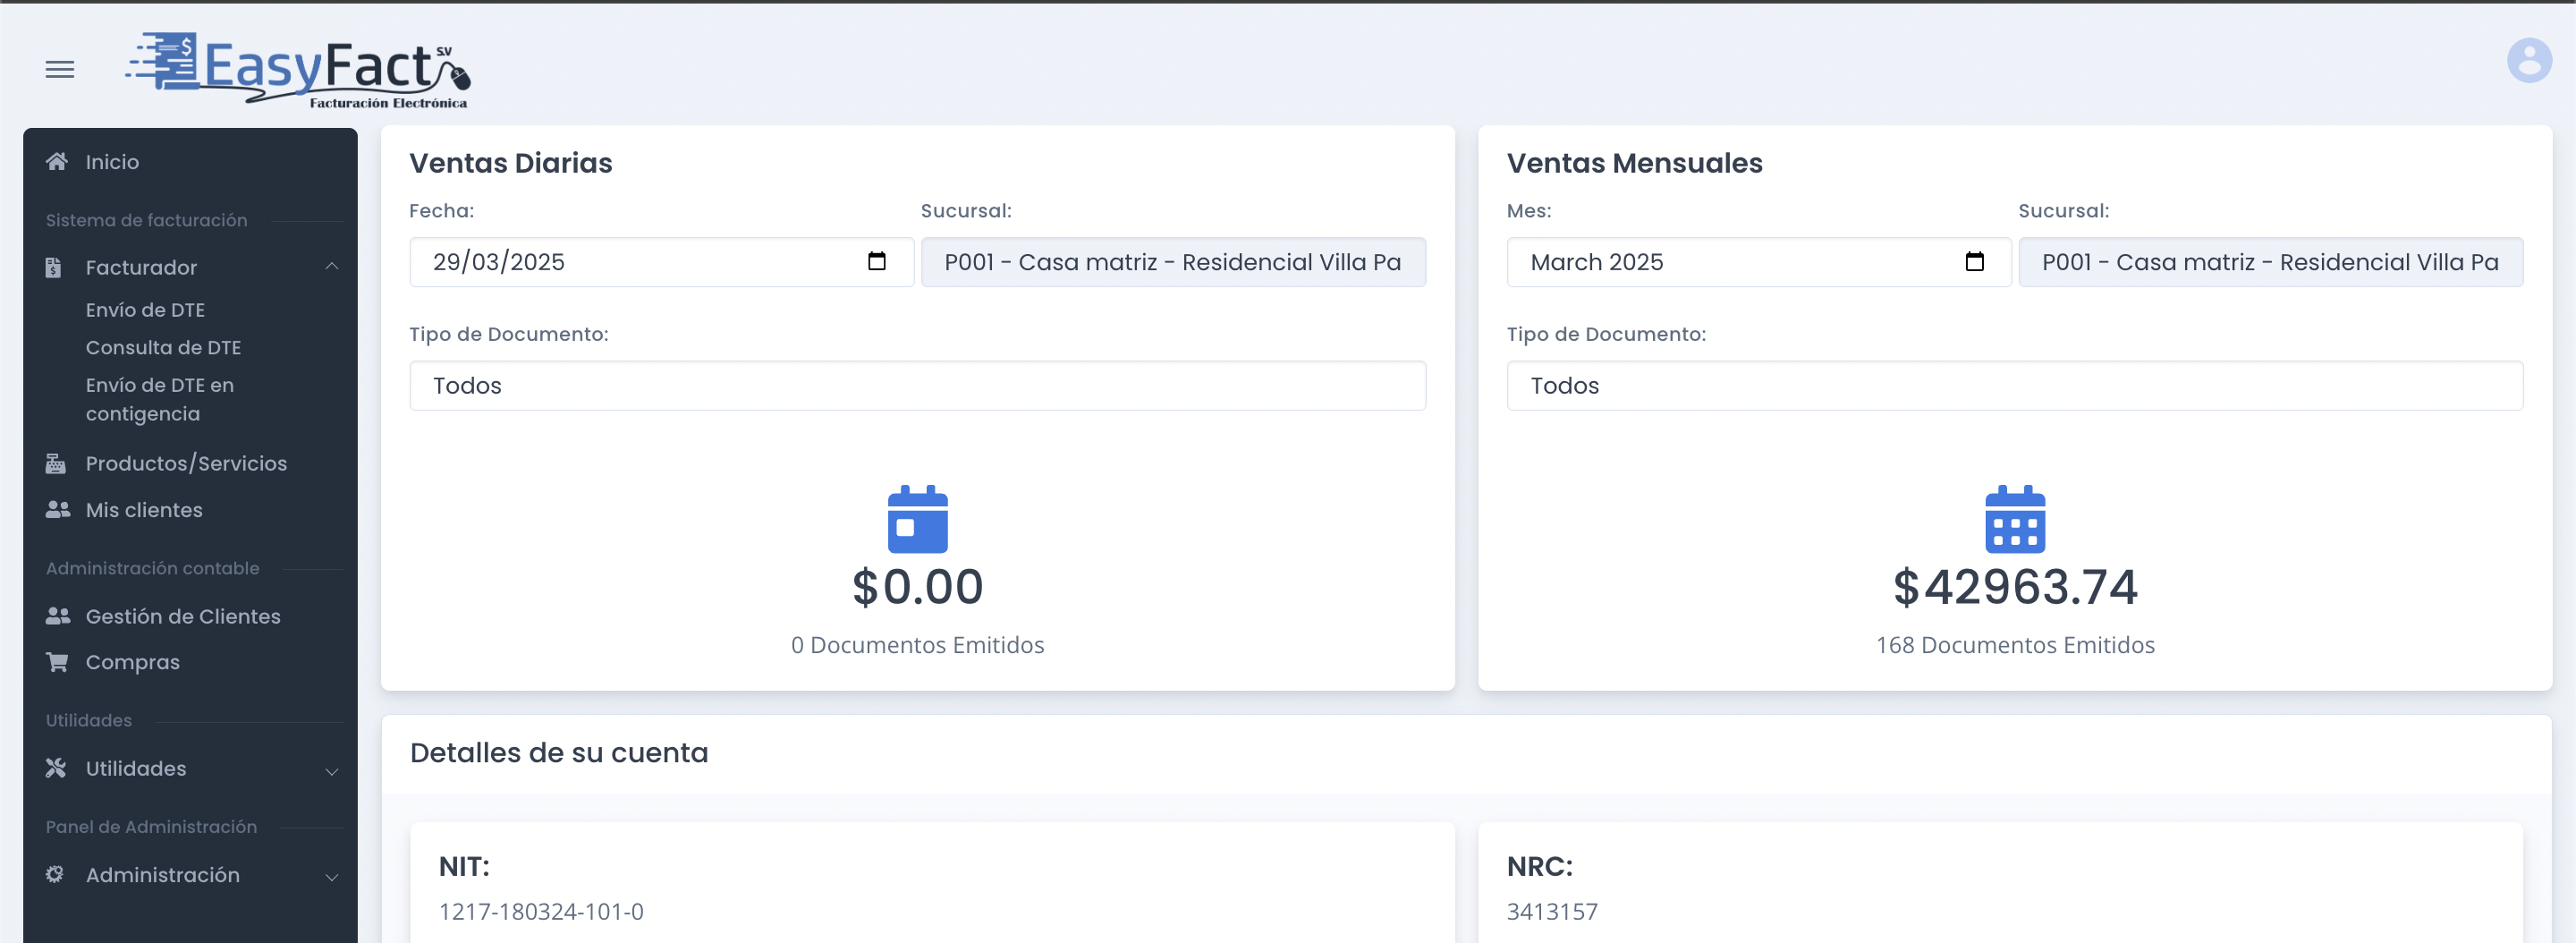 EasyFact S.V
Facturación Electrónica
Inicio
Sistema de facturación
Facturador
Envío de DTE
Consulta de DTE
Envío de DTE en
contigencia
Productos/Servicios
Mis clientes
Administración contable
Gestión de Clientes
Compras
Utilidades
Utilidades
Panel de Administración
Administración
Ventas Diarias
Fecha:
Sucursal:
29/03/2025
P001 - Casa matriz - Residencial Villa Pa
Tipo de Documento:
Todos
$0.00
0 Documentos Emitidos
Ventas Mensuales
Mes:
Sucursal:
March 2025
P001 - Casa matriz - Residencial Villa Pa
Tipo de Documento:
Todos
$42963.74
168 Documentos Emitidos
Detalles de su cuenta
NIT:
1217-180324-101-0
NRC:
3413157